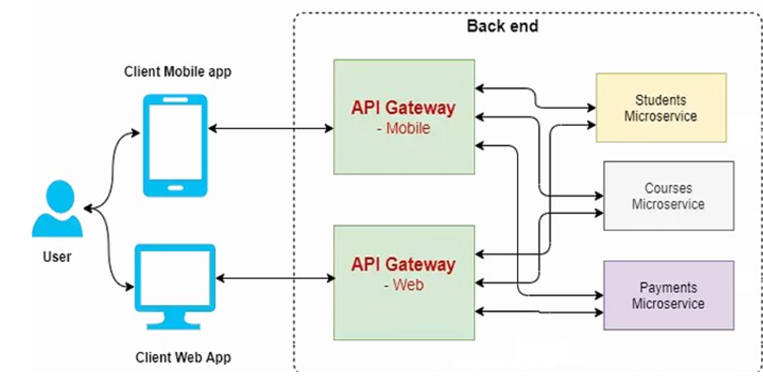 Back end
Client Mobile app
API Gateway
- Mobile
Students
Microservice
Courses
Microservice
User
API Gateway
- Web
Payments
Microservice
Client Web App